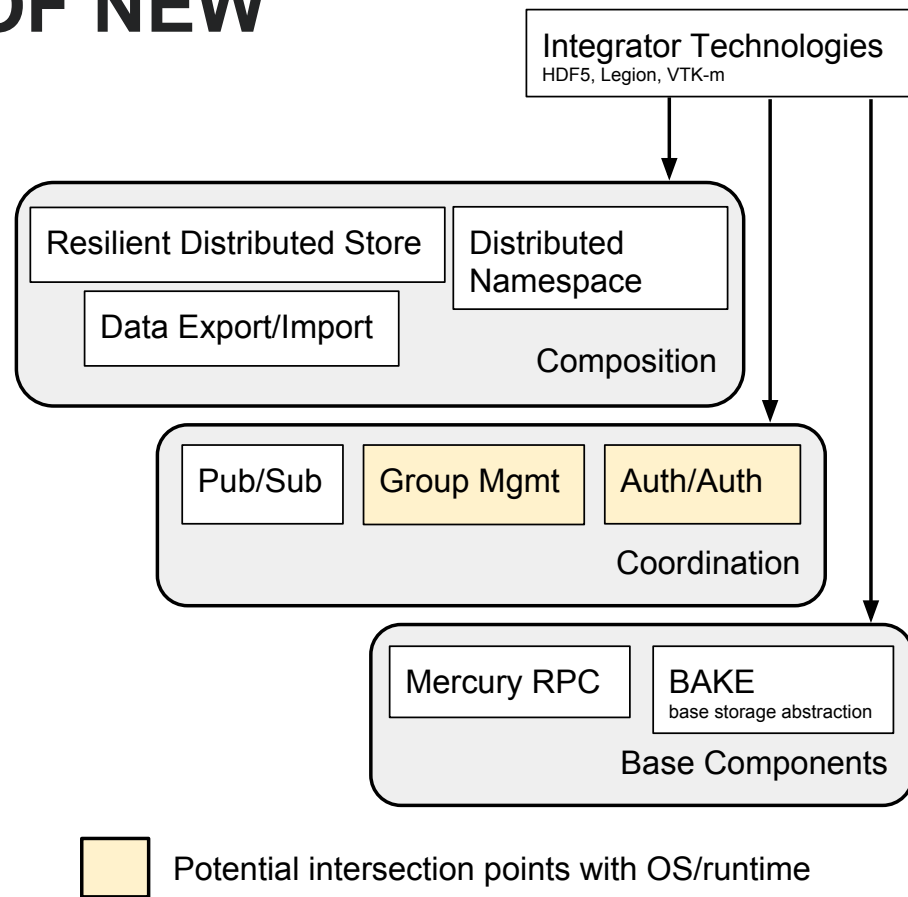 OF NEW
Integrator Technologies
HDF5, Legion, VTK-m
Resilient Distributed Store
Distributed
Namespace
Data Export/Import
Composition
Pub/Sub
Group Mgmt
Auth/Auth
Coordination
Mercury RPC
BAKE
base storage abstraction
Base Components
Potential intersection points with OS/runtime